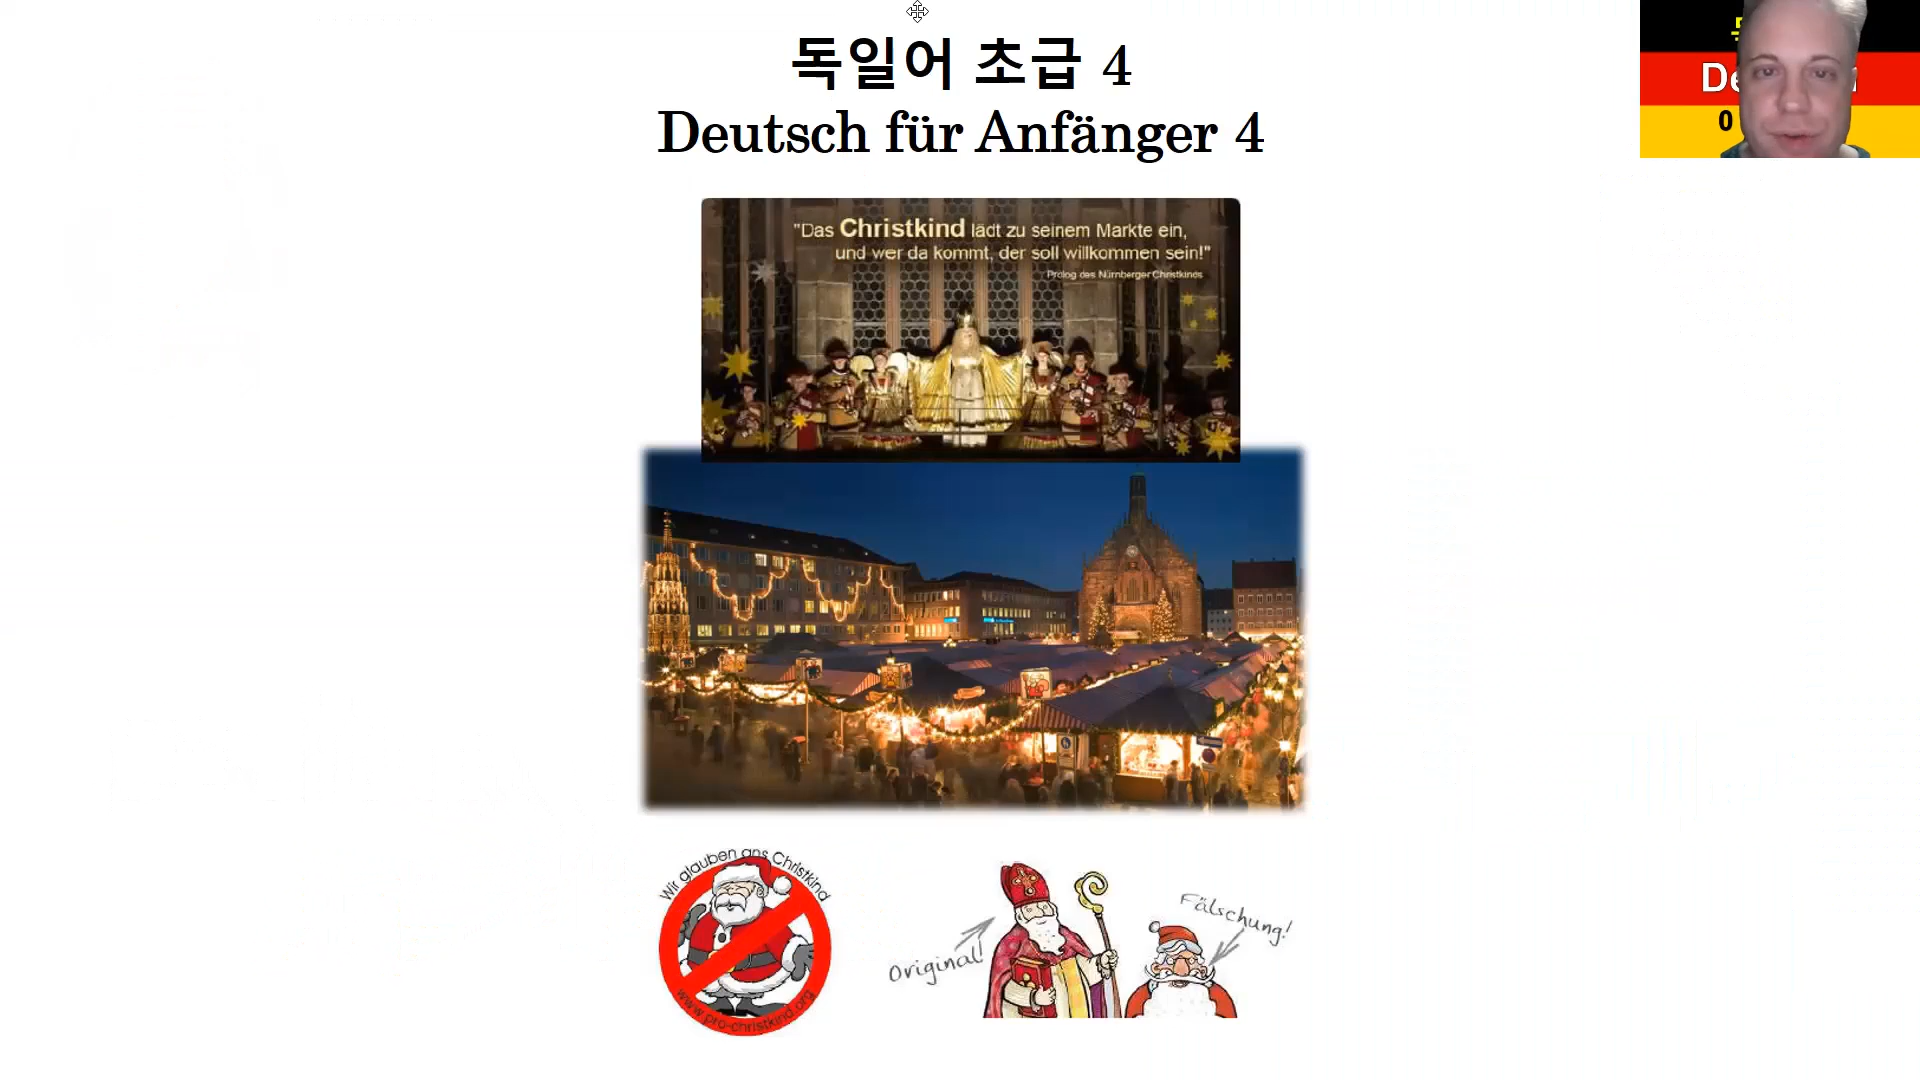 독일어 초급 4
Deutsch für Anfänger 4
"Das Christkind lädt zu seinem Markte ein,
und wer da kommt, der soll willkommen sein!"
Prolog des Nürnberger Christkinds
Wir glauben ans Christkind
www.pro-christkind.org
Original!
Fälschung!